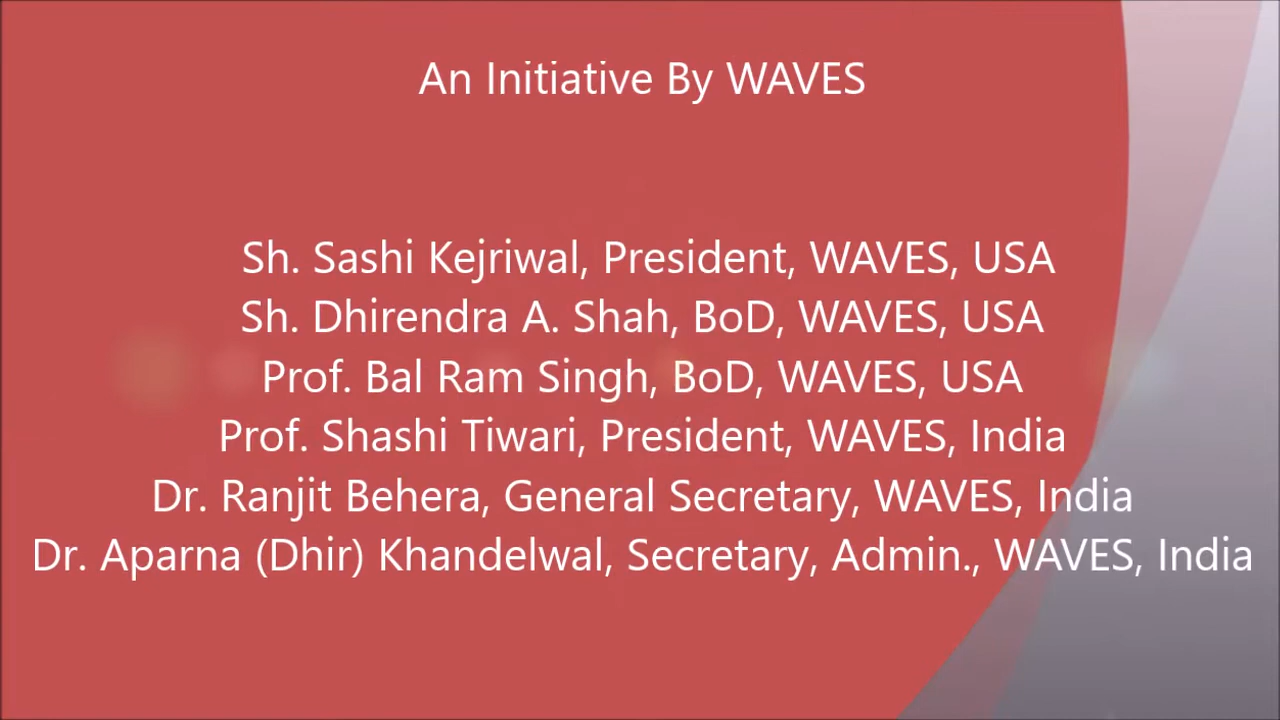 An Initiative By WAVES
Sh. Sashi Kejriwal, President, WAVES, USA
Sh. Dhirendra A. Shah, BoD, WAVES, USA
Prof. Bal Ram Singh, BoD, WAVES, USA
Prof. Shashi Tiwari, President, WAVES, India
Dr. Ranjit Behera, General Secretary, WAVES, India
Dr. Aparna (Dhir) Khandelwal, Secretary, Admin., WAVES, India